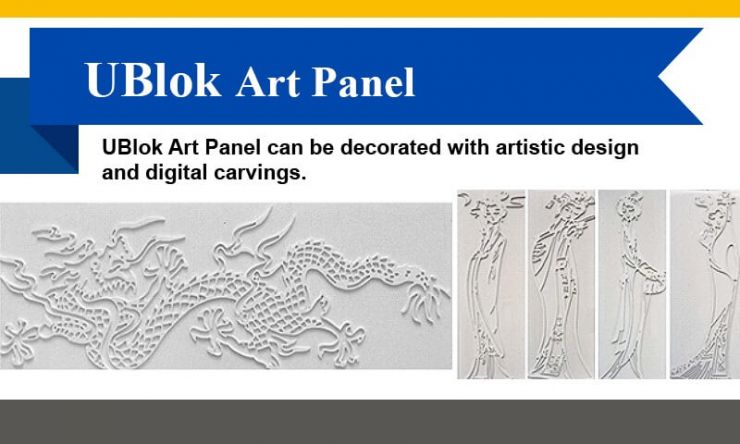 UBlok Art Panel
UBlok Art Panel can be decorated with artistic design
and digital carvings.